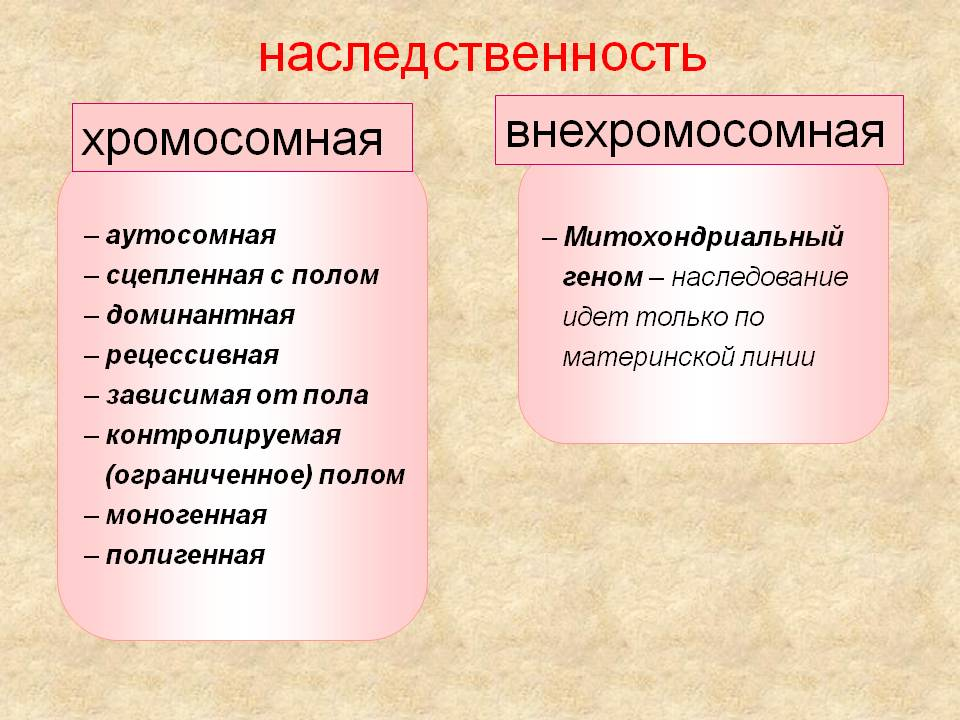 наследственность
хромосомная
– аутосомная
– сцепленная с полом
– доминантная
– рецессивная
– зависимая от пола
– контролируемая
(ограниченное) полом
– моногенная
– полигенная
внехромосомная
– Митохондриальный
геном – наследование
идет только по
материнской линии